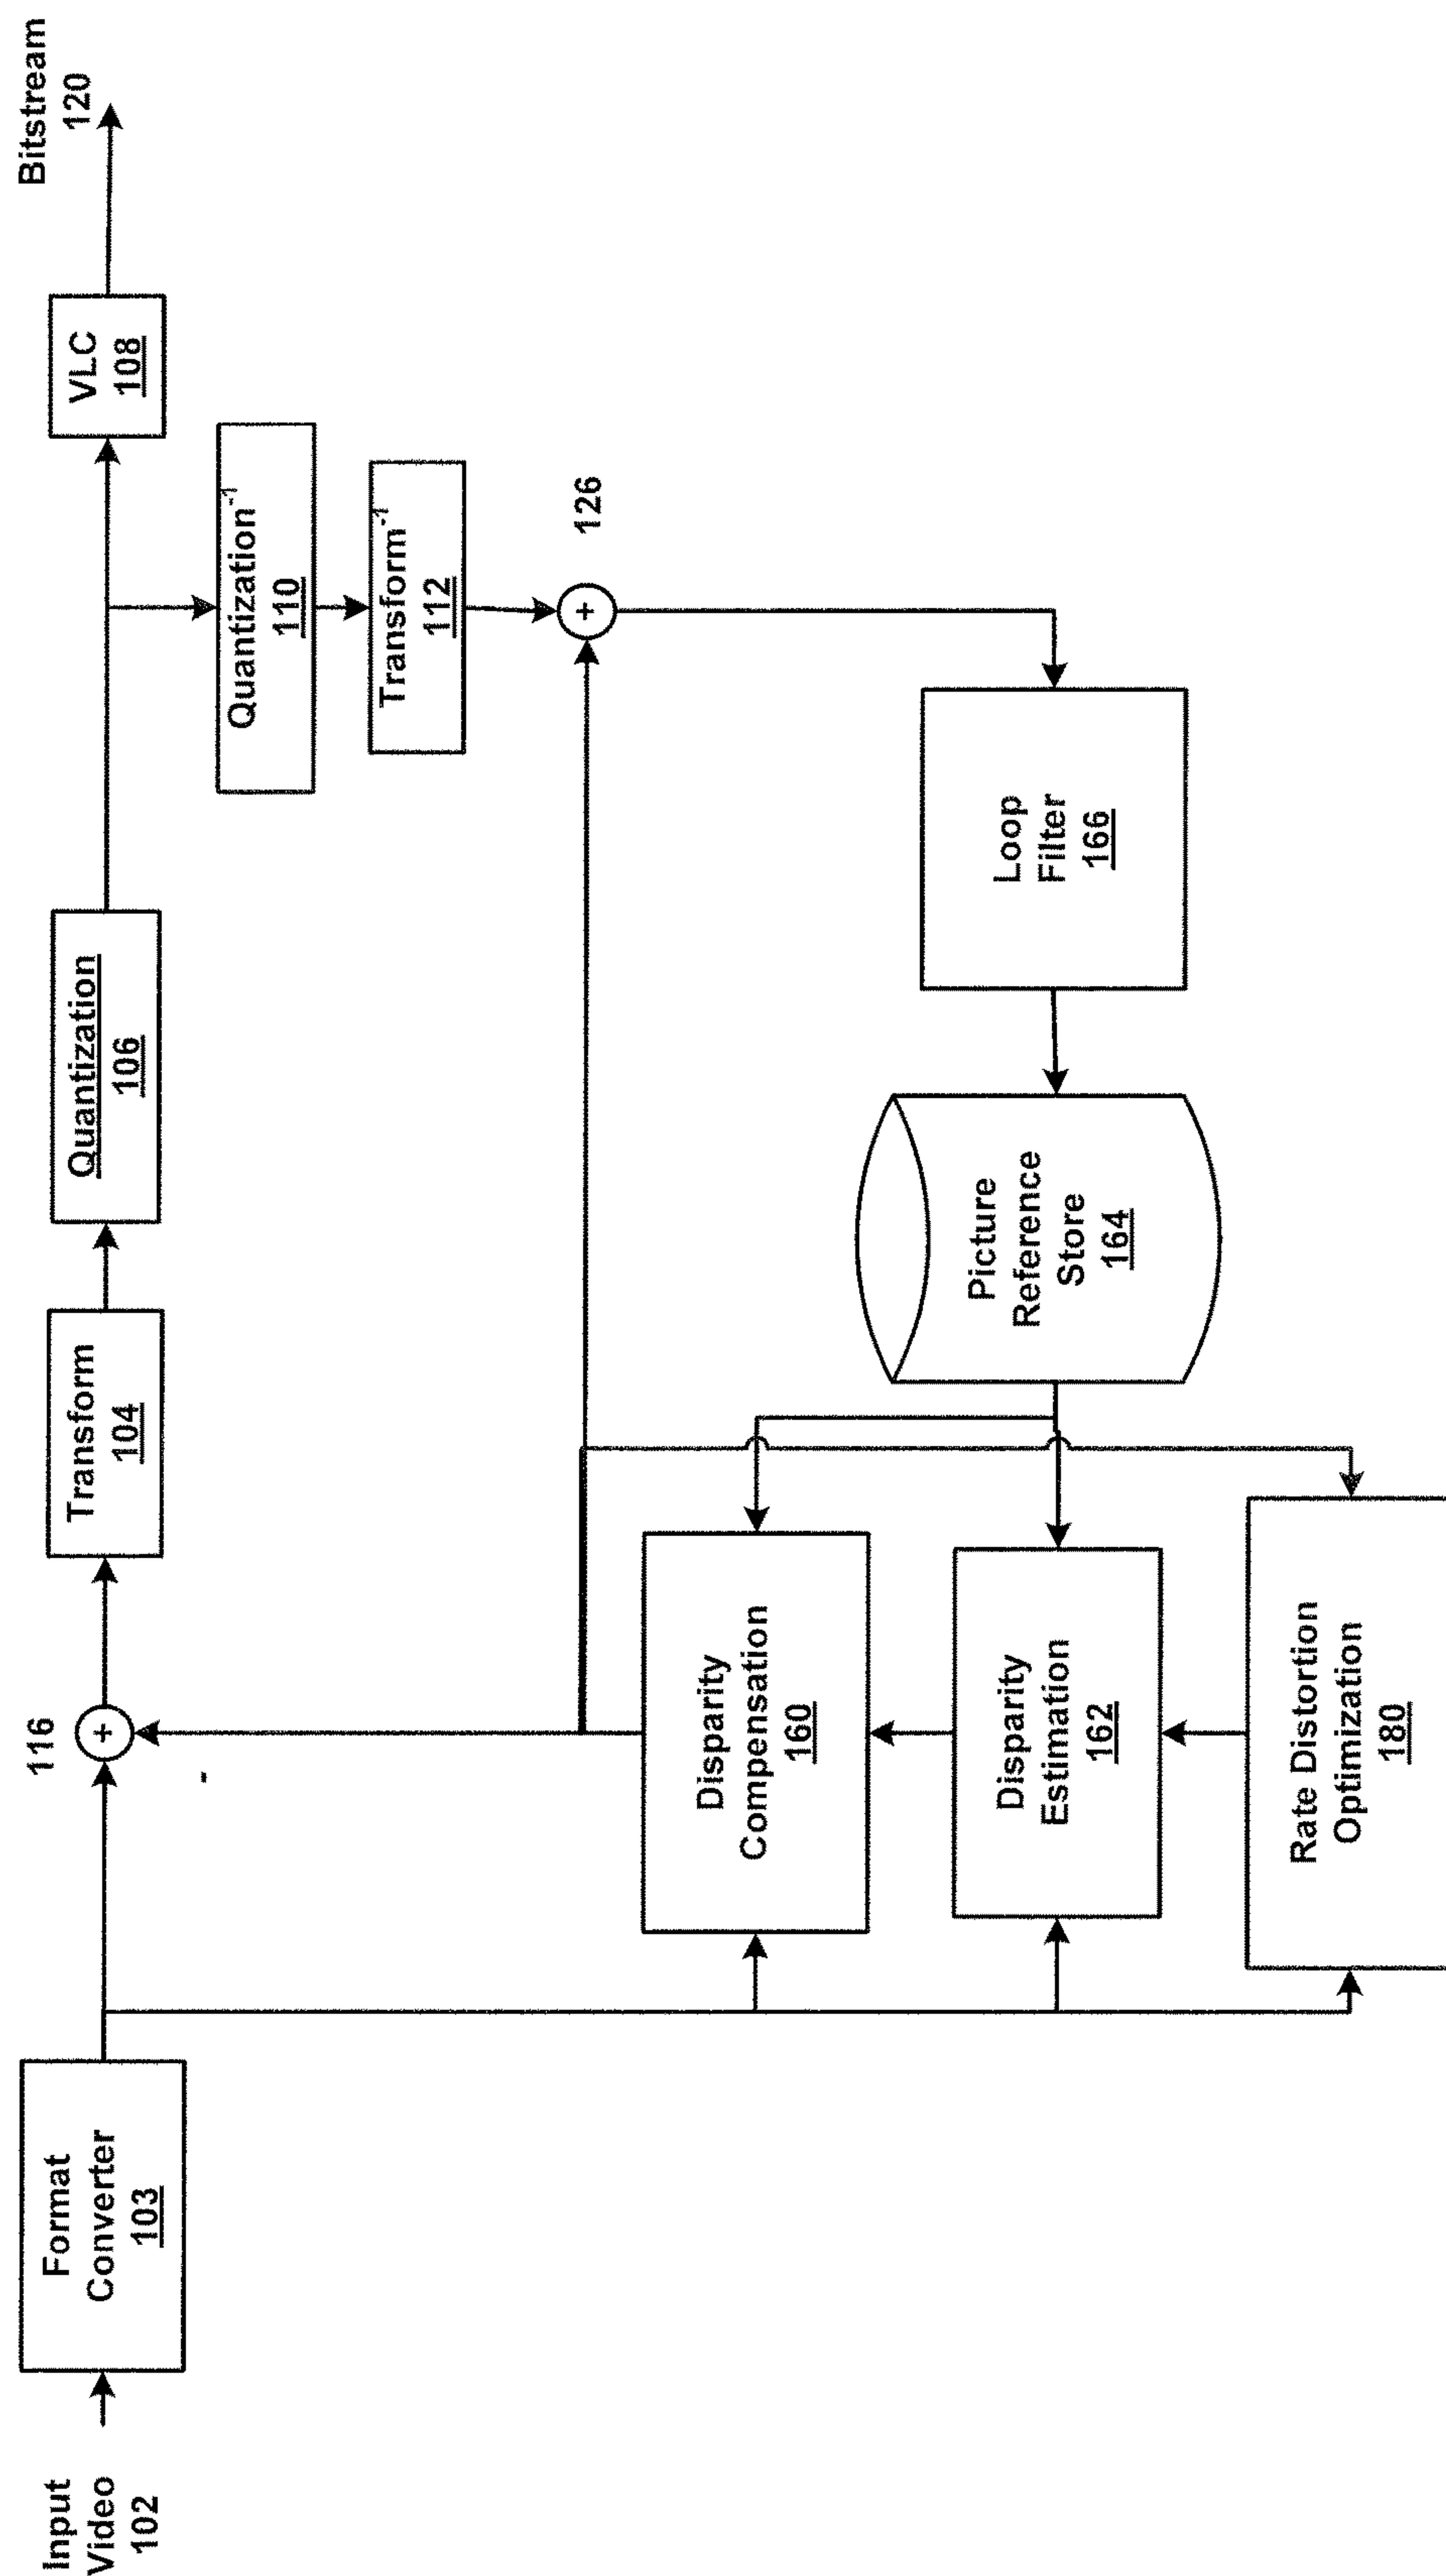 Input
Video
102
Format
Converter
103
116
+
-
Transform
104
Quantization
106
VLC
108
Bitstream
120
Quantization-1
110
Transform-1
112
126
+
Disparity
Compensation
160
Disparity
Estimation
162
Rate Distortion
Optimization
180
Picture
Reference
Store
164
Loop
Filter
166